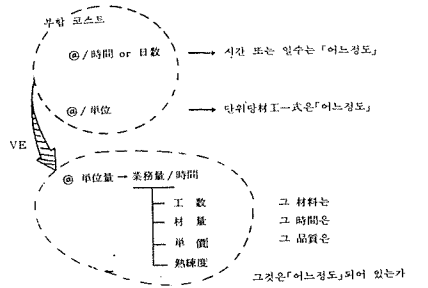 부합 코스트
@/時間 or 日數 → 시간 또는 일수는「어느정도」
@/단位 → 단위당材工一式은「어느정도」
VE
@ 単位量 → 業務量/時間
工 數
材 量
単 價
熟練度
그 材料는
그 時間은
그 品質은
그것은「어느정도」되어 있는가